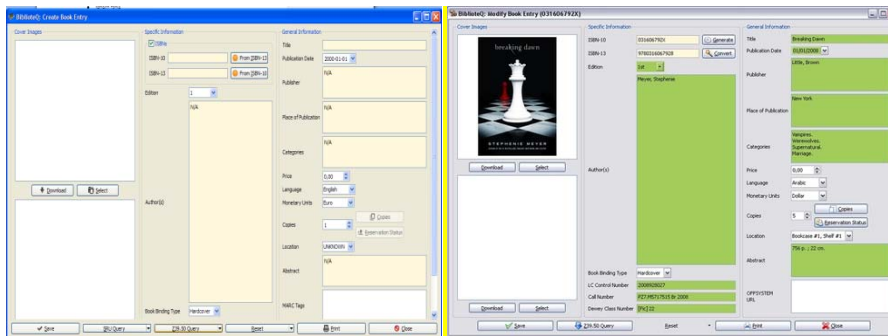 BiblioteQ: Create Book Entry
Cover Images
Download
Select
Save
SRU Query
Z39.50 Query
Reset
Print
Close
Specific Information
ISBNs
ISBN-10
From ISBN-13
ISBN-13
From ISBN-10
Edition
1
Author(s)
N/A
Book Binding Type
Hardcover
General Information
Title
Publication Date
2000-01-01
Publisher
N/A
Place of Publication
N/A
Categories
N/A
Price
0,00
Language
English
Monetary Units
Euro
Copies
1
Copies
Reservation Status
Location
UNKNOWN
Abstract
N/A
MARC Tags
BiblioteQ: Modify Book Entry (031606792X)
Cover Images
breaking dawn
STEPHENIE MEYER
Download
Select
Download
Select
Specific Information
ISBN-10
031606792X
Generate
ISBN-13
9780316067928
Convert
Edition
1st
Author(s)
Meyer, Stephenie
Book Binding Type
Hardcover
LC Control Number
2008928027
Call Number
PZ7.M5717515 Br 2008
Dewey Class Number
[Fic] 22
General Information
Title
Breaking Dawn
Publication Date
01/01/2008
Publisher
Little, Brown
Place of Publication
New York
Categories
Vampires.
Werewolves.
Supernatural.
Marriage.
Price
0.00
Language
Arabic
Monetary Units
Dollar
Copies
5
Copies
Reservation Status
Location
Bookcase #1, Shelf #1
Abstract
756 p. ; 22 cm.
OFFSYSTEM
URL
Save
Z39.50 Query
Reset
Print
Close